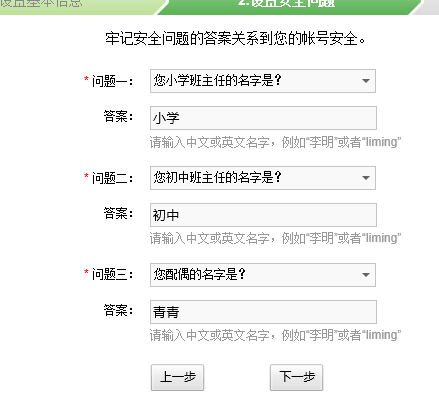 设置基本信息
2.设置安全问题
牢记安全问题的答案关系到您的帐号安全。
* 问题一： 您小学班主任的名字是？
答案： 小学
请输入中文或英文名字，例如“李明”或者“liming”
* 问题二： 您初中班主任的名字是？
答案： 初中
请输入中文或英文名字，例如“李明”或者“liming”
* 问题三： 您配偶的名字是？
答案： 青青
请输入中文或英文名字，例如“李明”或者“liming”
上一步 下一步